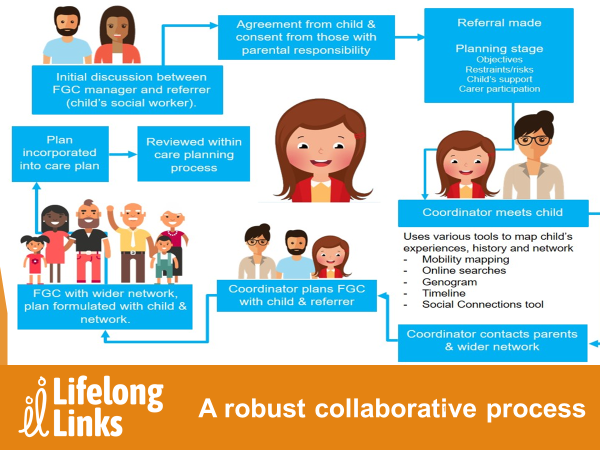 Agreement from child &
consent from those with
parental responsibility
Referral made
Planning stage
Objectives
Restraints/risks
Child's support
Carer participation
Initial discussion between
FGC manager and referrer
(child's social worker).
Plan
incorporated
into care plan
Reviewed within
care planning
process
Coordinator meets child
Uses various tools to map child's
experiences, history and network
- Mobility mapping
- Online searches
- Genogram
- Timeline
- Social Connections tool
FGC with wider network,
plan formulated with child &
network.
Coordinator plans FGC
with child & referrer
Coordinator contacts parents
& wider network
Lifelong
Links
A robust collaborative process